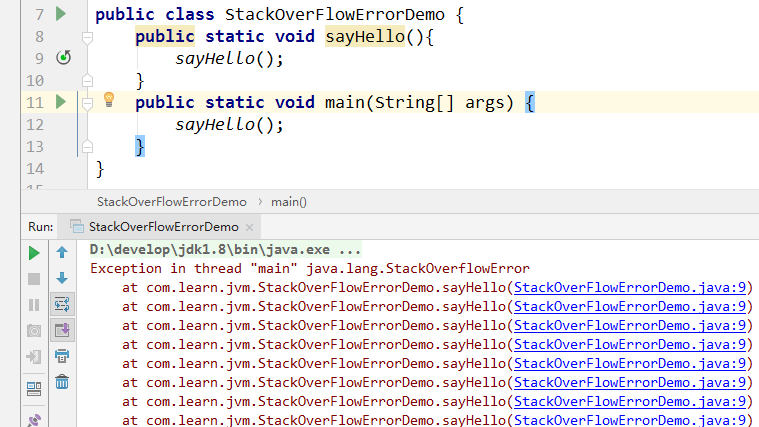 7 public class StackOverFlowErrorDemo {
8 public static void sayHello(){
9 sayHello();
10 }
11 public static void main(String[] args) {
12 sayHello();
13 }
14 }
StackOverFlowErrorDemo › main()
Run: StackOverFlowErrorDemo ×
D:\develop\jdk1.8\bin\java.exe ...
Exception in thread "main" java.lang.StackOverflowError
at com.learn.jvm.StackOverFlowErrorDemo.sayHello(StackOverFlowErrorDemo.java:9)
at com.learn.jvm.StackOverFlowErrorDemo.sayHello(StackOverFlowErrorDemo.java:9)
at com.learn.jvm.StackOverFlowErrorDemo.sayHello(StackOverFlowErrorDemo.java:9)
at com.learn.jvm.StackOverFlowErrorDemo.sayHello(StackOverFlowErrorDemo.java:9)
at com.learn.jvm.StackOverFlowErrorDemo.sayHello(StackOverFlowErrorDemo.java:9)
at com.learn.jvm.StackOverFlowErrorDemo.sayHello(StackOverFlowErrorDemo.java:9)
at com.learn.jvm.StackOverFlowErrorDemo.sayHello(StackOverFlowErrorDemo.java:9)
at com.learn.jvm.StackOverFlowErrorDemo.sayHello(StackOverFlowErrorDemo.java:9)